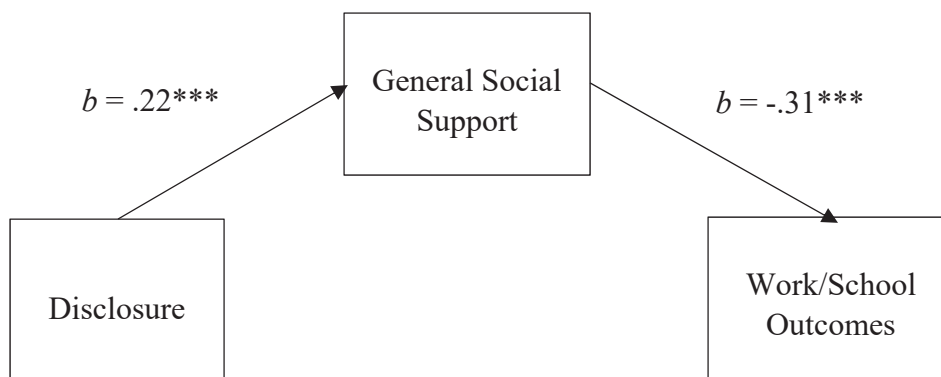 General Social
Support
b = .22***
b = -.31***
Disclosure
Work/School
Outcomes